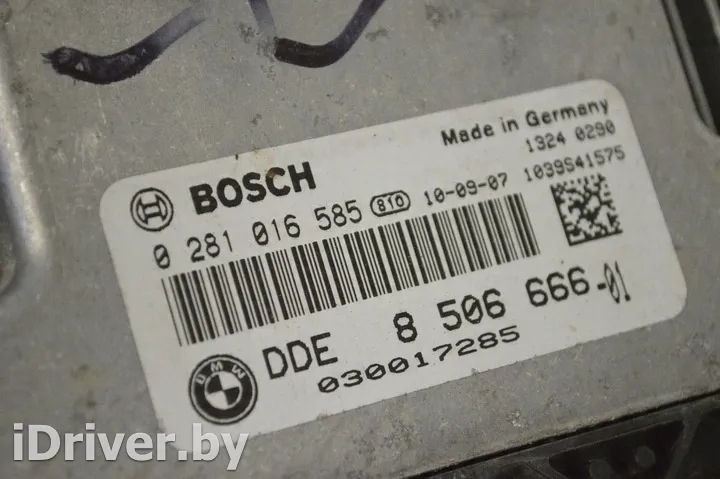 BOSCH
Made in Germany
1324 0290
0 281 016 585 810 10-09-07 1039S41575
DDE 8 506 666-01
BMW
030017285
iDriver.by